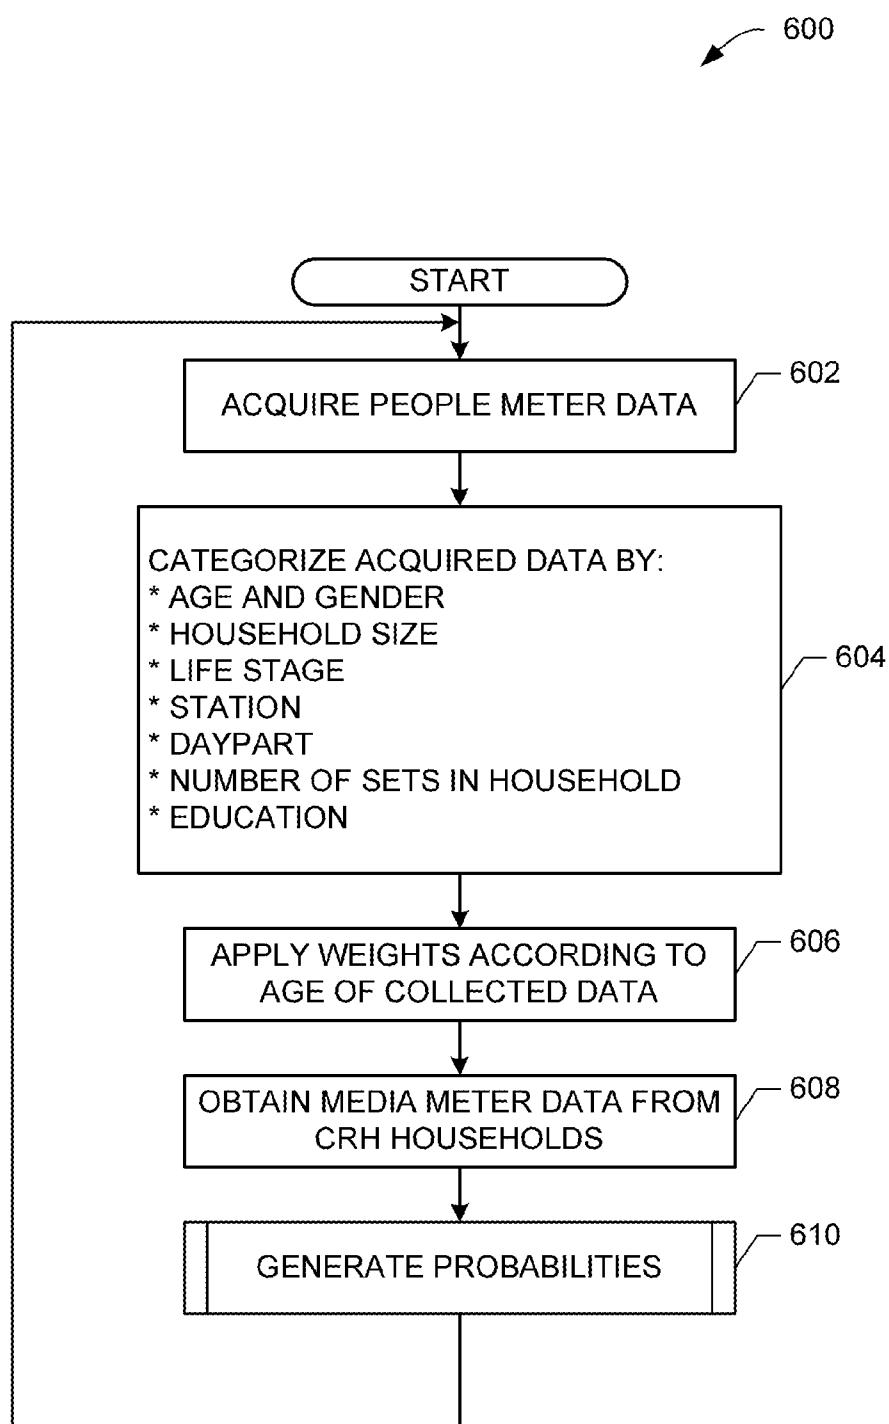 600
START
ACQUIRE PEOPLE METER DATA
602
CATEGORIZE ACQUIRED DATA BY:
* AGE AND GENDER
* HOUSEHOLD SIZE
* LIFE STAGE
* STATION
* DAYPART
* NUMBER OF SETS IN HOUSEHOLD
* EDUCATION
604
APPLY WEIGHTS ACCORDING TO
AGE OF COLLECTED DATA
606
OBTAIN MEDIA METER DATA FROM
CRH HOUSEHOLDS
608
GENERATE PROBABILITIES
610